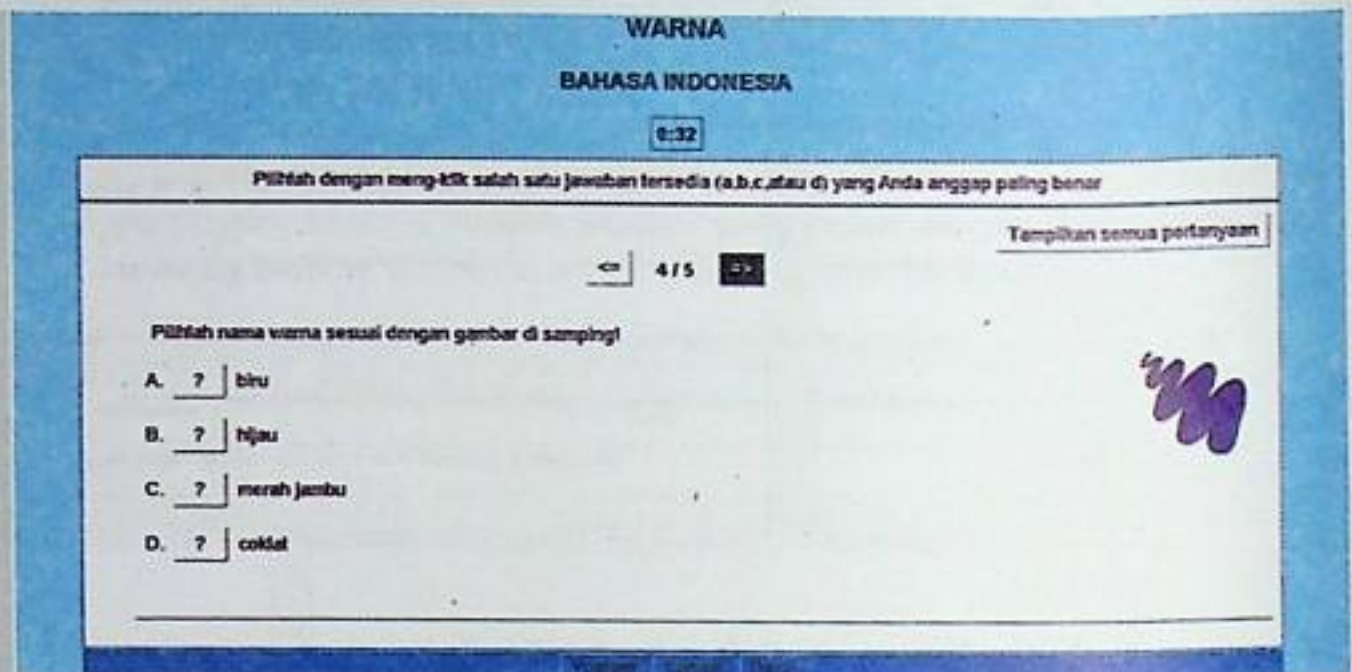 WARNA
BAHASA INDONESIA
0:32
Pilihlah dengan meng-klik salah satu jawaban tersedia (a,b,c,atau d) yang Anda anggap paling benar
Tampilkan semua pertanyaan
<= 4 / 5 =>
Pilihlah nama warna sesuai dengan gambar di samping!
A. ? biru
B. ? hijau
C. ? merah jambu
D. ? coklat